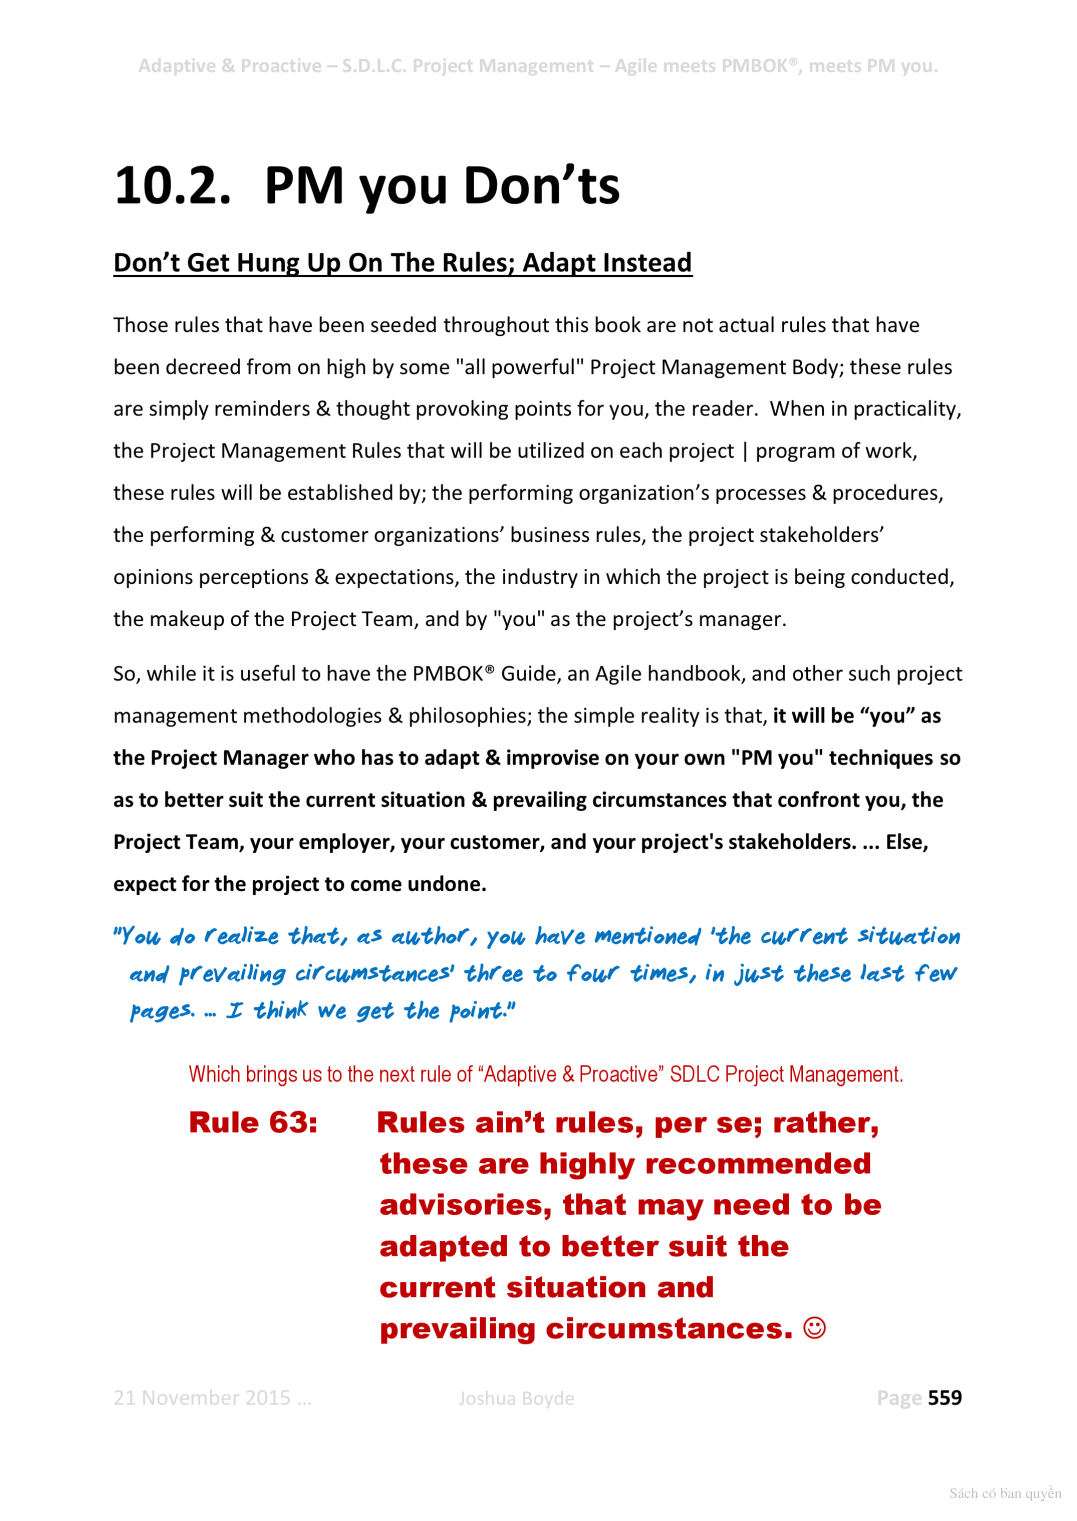 Adaptive & Proactive – S.D.L.C. Project Management – Agile meets PMBOK®, meets PM you.
10.2. PM you Don’ts
Don’t Get Hung Up On The Rules; Adapt Instead
Those rules that have been seeded throughout this book are not actual rules that have
been decreed from on high by some "all powerful" Project Management Body; these rules
are simply reminders & thought provoking points for you, the reader. When in practicality,
the Project Management Rules that will be utilized on each project | program of work,
these rules will be established by; the performing organization’s processes & procedures,
the performing & customer organizations’ business rules, the project stakeholders’
opinions perceptions & expectations, the industry in which the project is being conducted,
the makeup of the Project Team, and by "you" as the project’s manager.
So, while it is useful to have the PMBOK® Guide, an Agile handbook, and other such project
management methodologies & philosophies; the simple reality is that, it will be “you” as
the Project Manager who has to adapt & improvise on your own "PM you" techniques so
as to better suit the current situation & prevailing circumstances that confront you, the
Project Team, your employer, your customer, and your project's stakeholders. ... Else,
expect for the project to come undone.
"You do realize that, as author, you have mentioned 'the current situation
and prevailing circumstances' three to four times, in just these last few
pages. ... I think we get the point."
Which brings us to the next rule of “Adaptive & Proactive” SDLC Project Management.
Rule 63: Rules ain’t rules, per se; rather,
these are highly recommended
advisories, that may need to be
adapted to better suit the
current situation and
prevailing circumstances. ☺
21 November 2015 ... Joshua Boyde Page 559
Sách có bản quyền